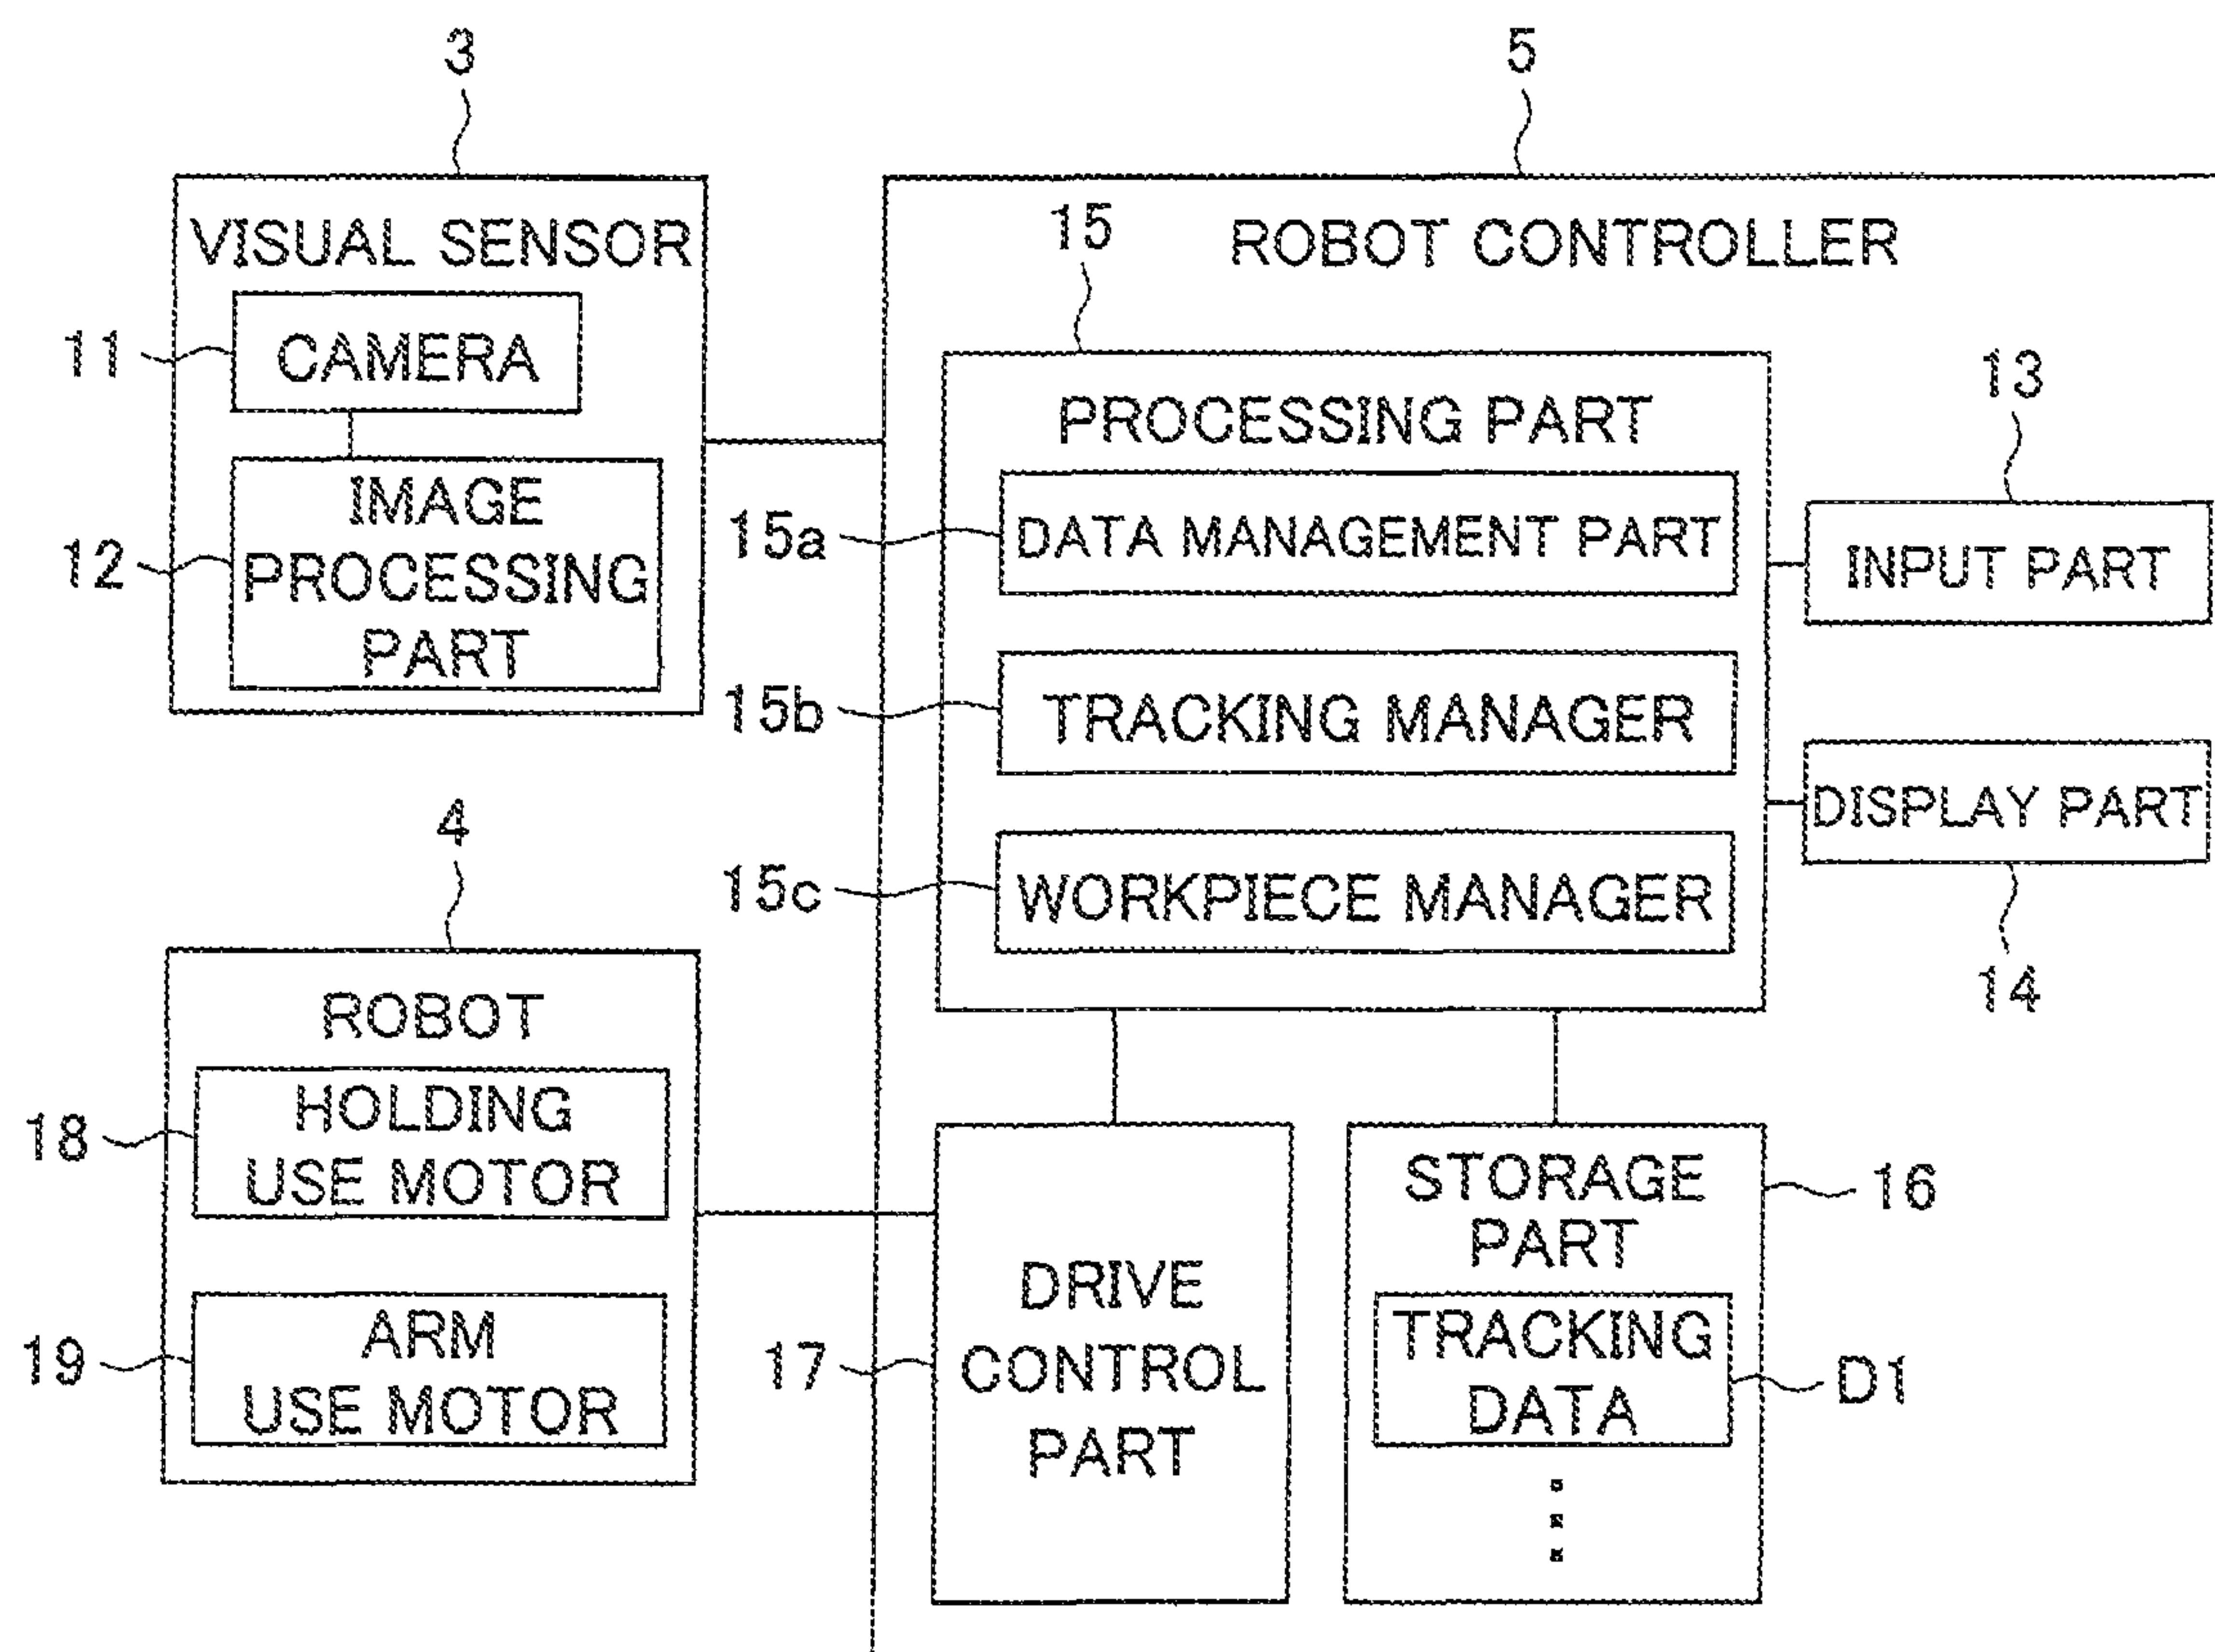 3
VISUAL SENSOR
11
CAMERA
12
IMAGE
PROCESSING
PART
4
ROBOT
18
HOLDING
USE MOTOR
19
ARM
USE MOTOR
5
ROBOT CONTROLLER
15
PROCESSING PART
15a
DATA MANAGEMENT PART
15b
TRACKING MANAGER
15c
WORKPIECE MANAGER
13
INPUT PART
DISPLAY PART
14
17
DRIVE
CONTROL
PART
STORAGE
PART
16
TRACKING
DATA
D1